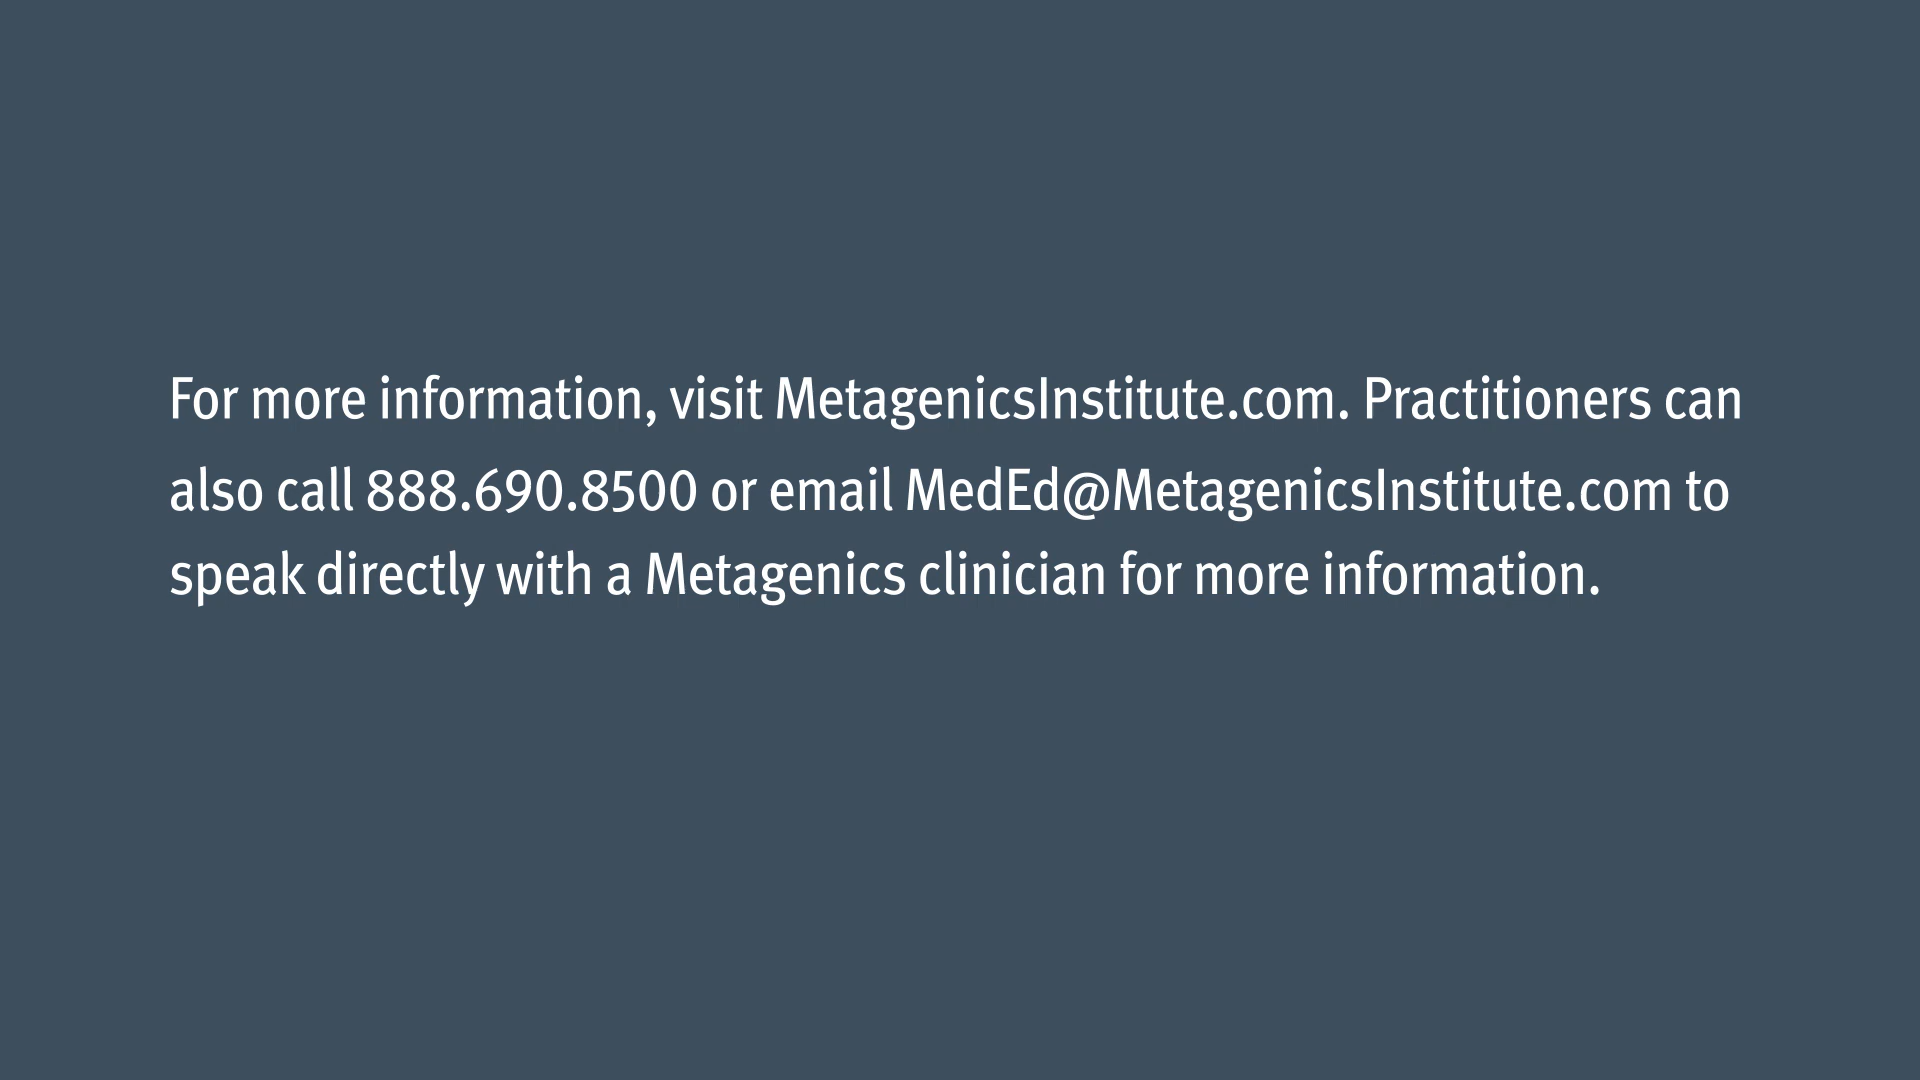 For more information, visit MetagenicsInstitute.com. Practitioners can
also call 888.690.8500 or email MedEd@MetagenicsInstitute.com to
speak directly with a Metagenics clinician for more information.